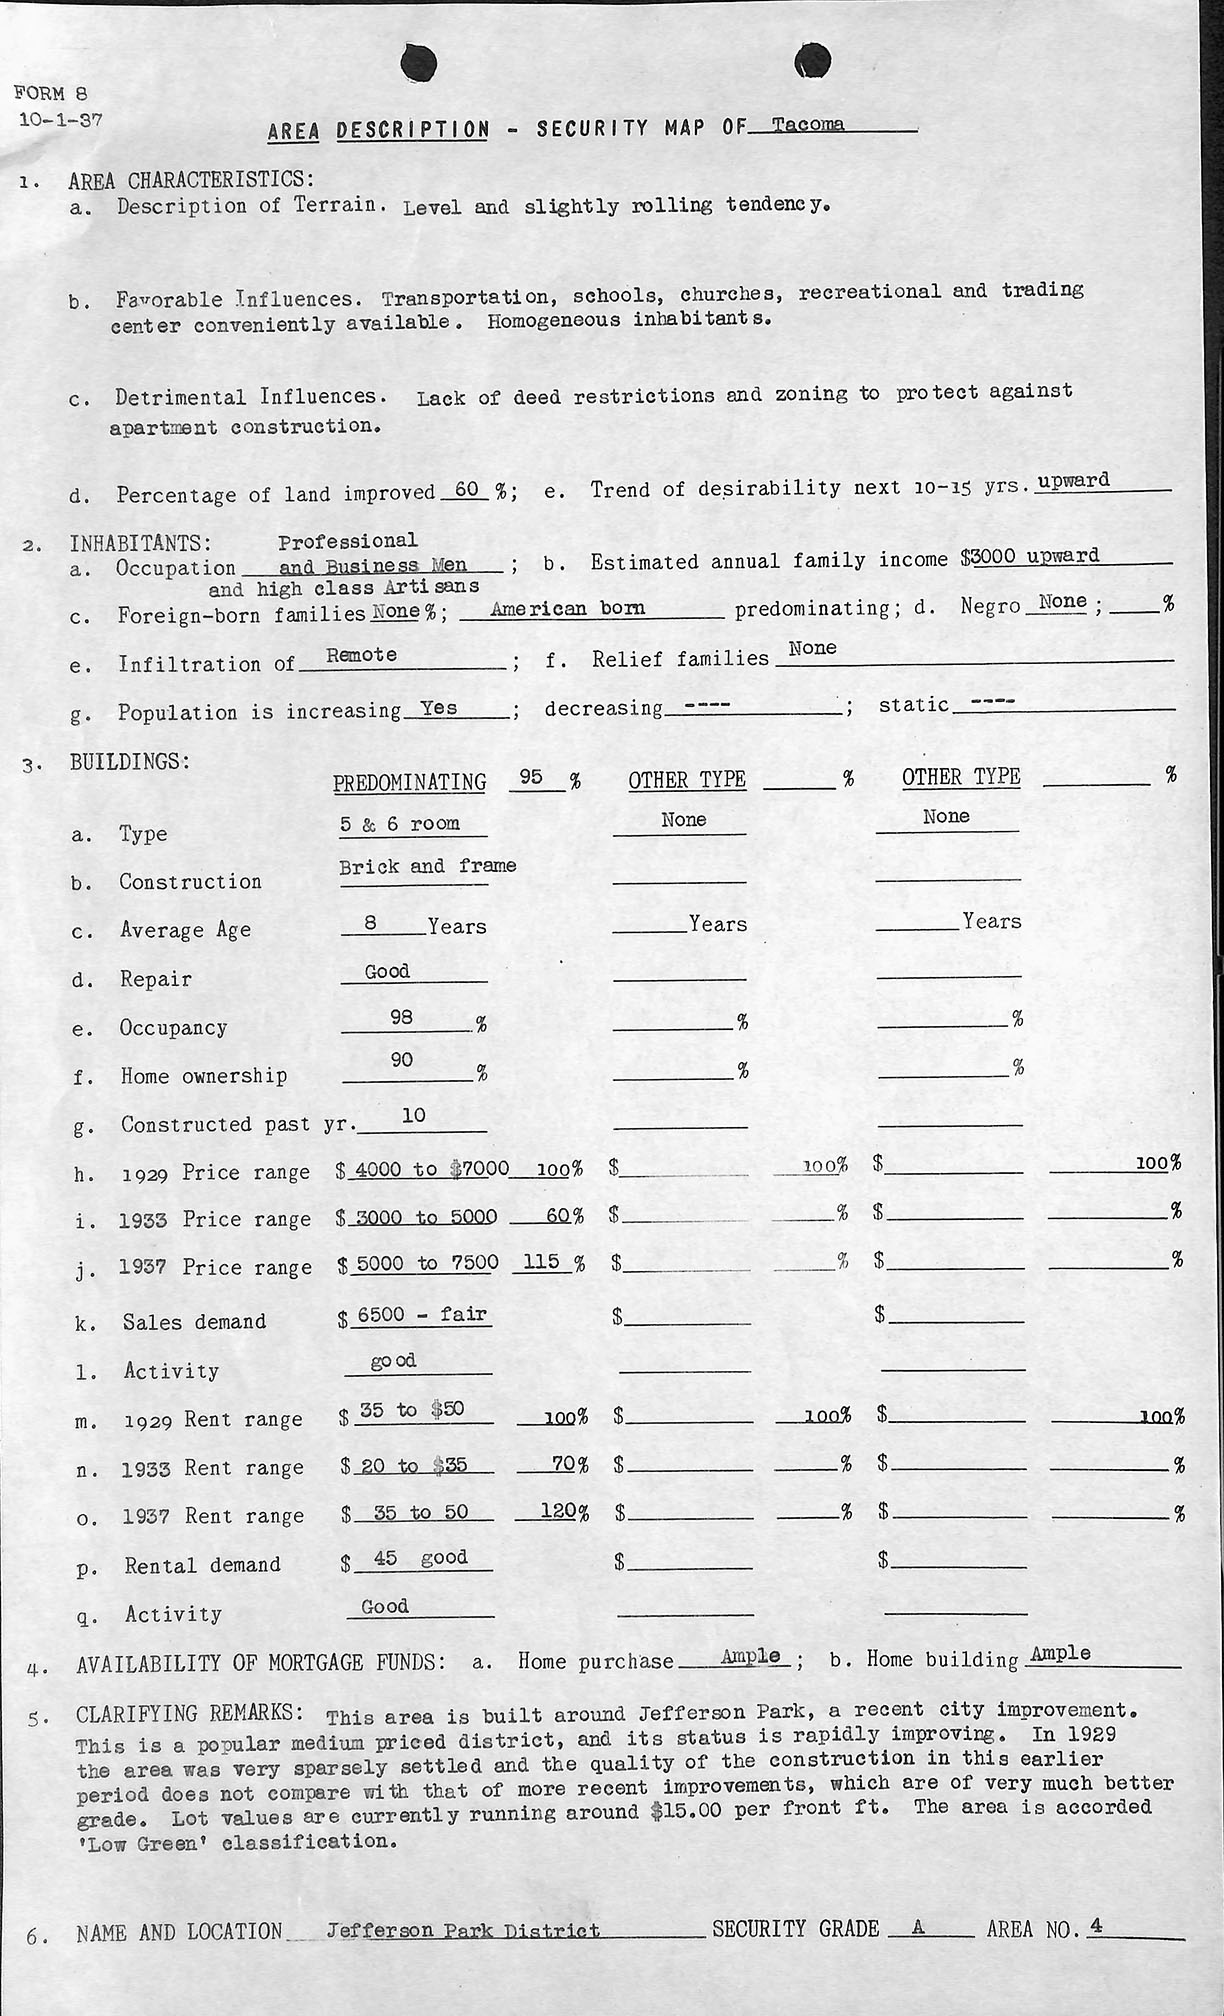 FORM 8
10-1-37
AREA DESCRIPTION - SECURITY MAP OF Tacoma
1. AREA CHARACTERISTICS:
a. Description of Terrain. Level and slightly rolling tendency.
b. Favorable Influences. Transportation, schools, churches, recreational and trading
center conveniently available. Homogeneous inhabitants.
c. Detrimental Influences. Lack of deed restrictions and zoning to protect against
apartment construction.
d. Percentage of land improved 60 %; e. Trend of desirability next 10-15 yrs. upward
2. INHABITANTS: Professional
a. Occupation and Business Men ; b. Estimated annual family income $3000 upward
and high class Artisans
c. Foreign-born families None %; American born predominating; d. Negro None ; %
e. Infiltration of Remote ; f. Relief families None
g. Population is increasing Yes ; decreasing ---- ; static ----
3. BUILDINGS:
PREDOMINATING 95 % OTHER TYPE % OTHER TYPE %
a. Type 5 & 6 room None None
b. Construction Brick and frame
c. Average Age 8 Years Years Years
d. Repair Good
e. Occupancy 98 % % %
f. Home ownership 90 % % %
g. Constructed past yr. 10
h. 1929 Price range $ 4000 to $7000 100% $ 100% $ 100%
i. 1933 Price range $ 3000 to 5000 60% $ % $ %
j. 1937 Price range $ 5000 to 7500 115 % $ % $ %
k. Sales demand $ 6500 - fair $ $
l. Activity good
m. 1929 Rent range $ 35 to $50 100% $ 100% $ 100%
n. 1933 Rent range $ 20 to $35 70% $ % $ %
o. 1937 Rent range $ 35 to 50 120% $ % $ %
p. Rental demand $ 45 good $ $
q. Activity Good
4. AVAILABILITY OF MORTGAGE FUNDS: a. Home purchase Ample ; b. Home building Ample
5. CLARIFYING REMARKS: This area is built around Jefferson Park, a recent city improvement.
This is a popular medium priced district, and its status is rapidly improving. In 1929
the area was very sparsely settled and the quality of the construction in this earlier
period does not compare with that of more recent improvements, which are of very much better
grade. Lot values are currently running around $15.00 per front ft. The area is accorded
'Low Green' classification.
6. NAME AND LOCATION Jefferson Park District SECURITY GRADE A AREA NO. 4